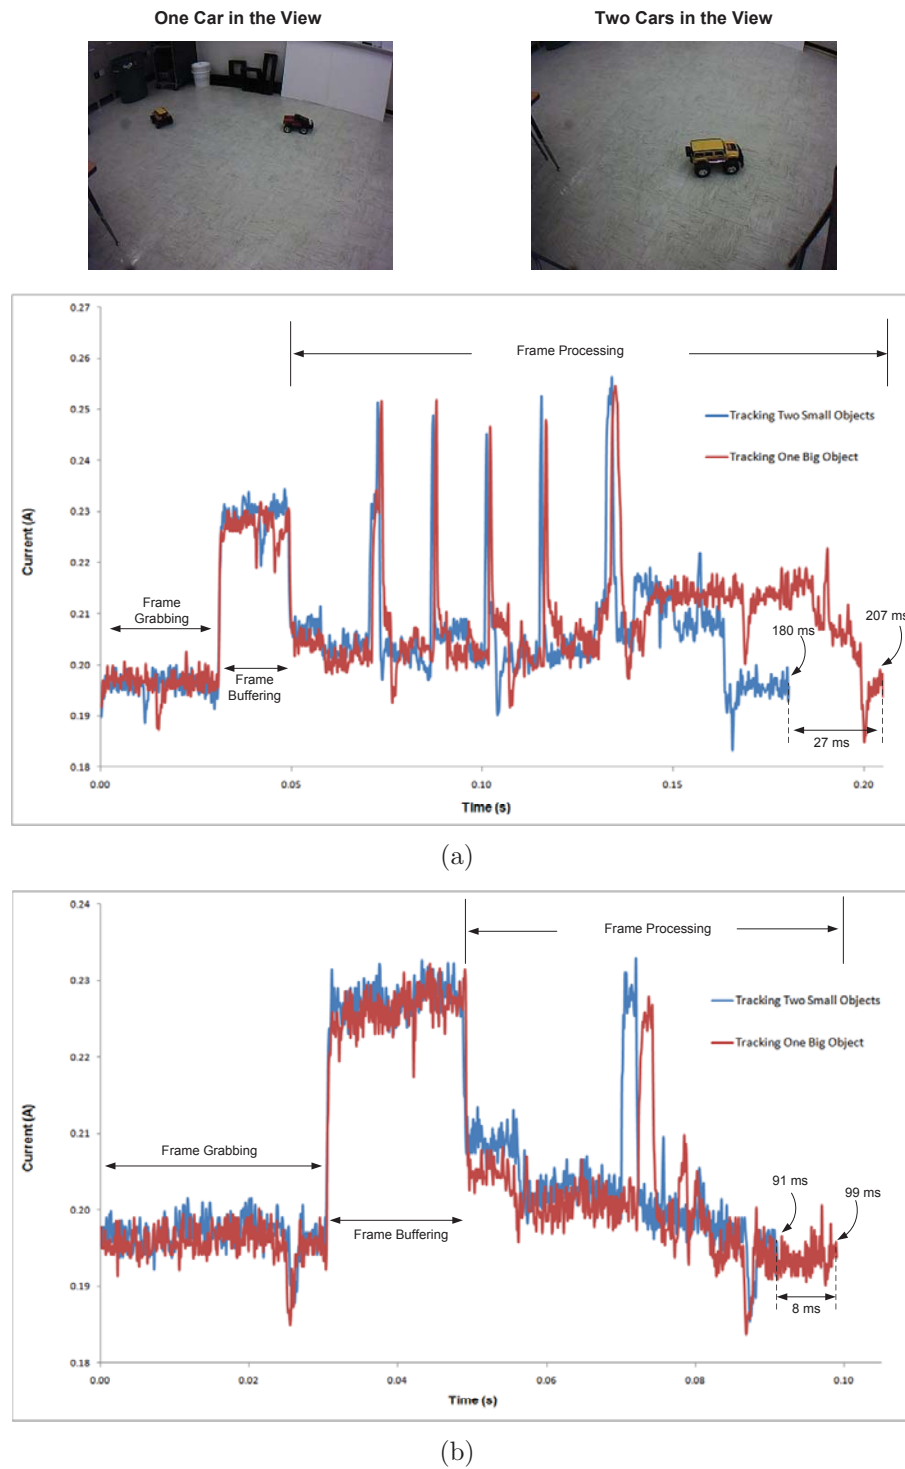 One Car in the View
Two Cars in the View
0.27
0.26
0.25
0.24
0.23
0.22
0.21
0.20
0.19
0.18
Current (A)
Frame Processing
Tracking Two Small Objects
Tracking One Big Object
Frame
Grabbing
Frame
Buffering
180 ms
207 ms
27 ms
0.00
0.05
0.10
0.15
0.20
Time (s)
(a)
0.24
0.23
0.22
0.21
0.20
0.19
0.18
Current (A)
Frame Processing
Tracking Two Small Objects
Tracking One Big Object
Frame Grabbing
Frame Buffering
91 ms
99 ms
8 ms
0.00
0.02
0.04
0.06
0.08
0.10
Time (s)
(b)